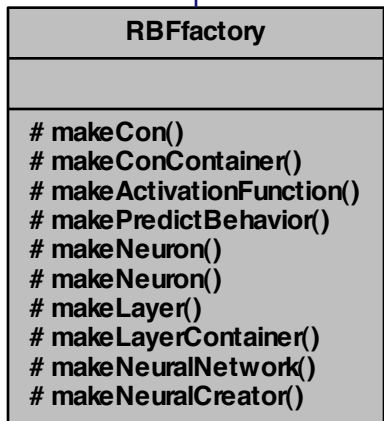 RBFfactory
# makeCon()
# makeConContainer()
# makeActivationFunction()
# makePredictBehavior()
# makeNeuron()
# makeNeuron()
# makeLayer()
# makeLayerContainer()
# makeNeuralNetwork()
# makeNeuralCreator()